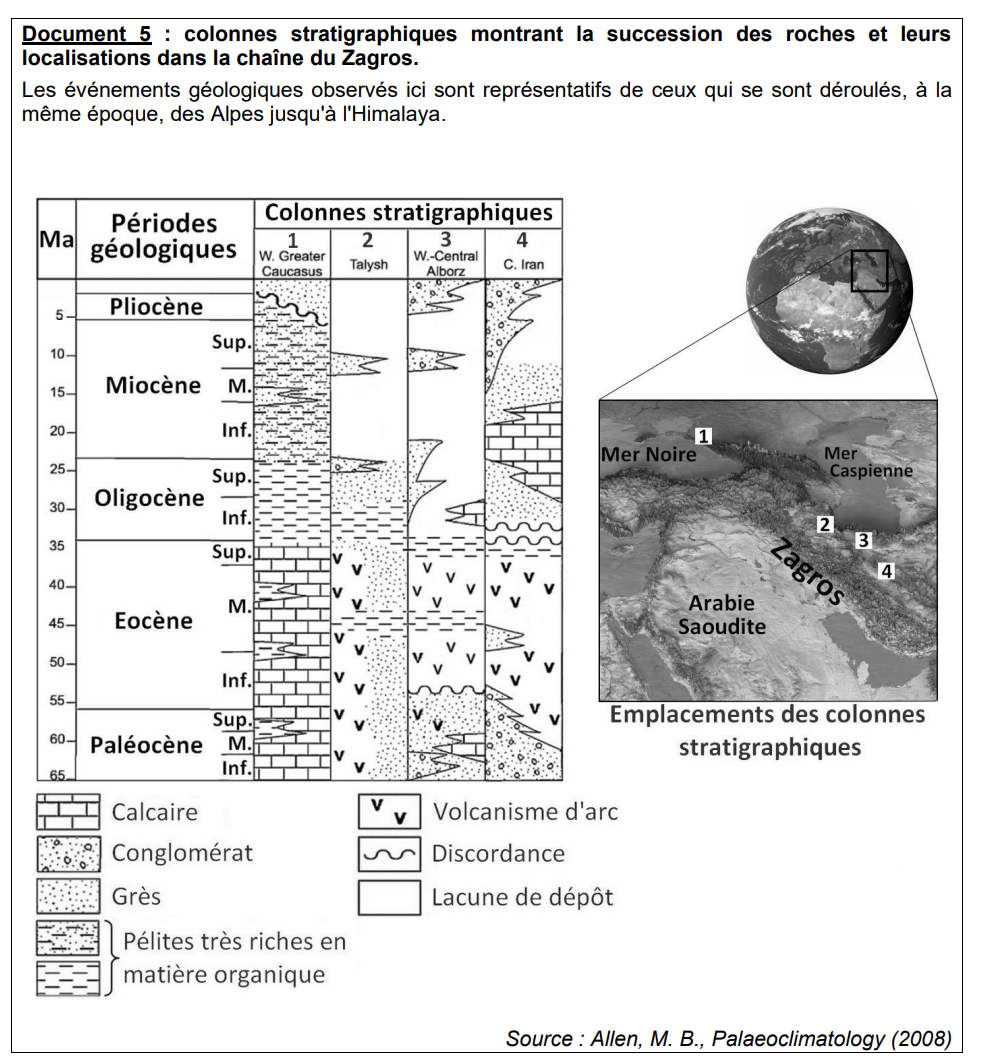 Document 5 : colonnes stratigraphiques montrant la succession des roches et leurs
localisations dans la chaîne du Zagros.
Les événements géologiques observés ici sont représentatifs de ceux qui se sont déroulés, à la
même époque, des Alpes jusqu'à l'Himalaya.
Ma
Périodes
géologiques
Colonnes stratigraphiques
1
W. Greater
Caucasus
2
Talysh
3
W.-Central
Alborz
4
C. Iran
Pliocène
5
Sup.
10
Miocène
M.
15
Inf.
20
25
Sup.
Oligocène
30
Inf.
35
Sup.
40
M.
Eocène
45
50
Inf.
55
Sup.
60
Paléocène
M.
Inf.
65
1
Mer Noire
Mer
Caspienne
2
3
4
Zagros
Arabie
Saoudite
Emplacements des colonnes
stratigraphiques
Calcaire
Conglomérat
Grès
Pélites très riches en
matière organique
Volcanisme d'arc
Discordance
Lacune de dépôt
Source : Allen, M. B., Palaeoclimatology (2008)